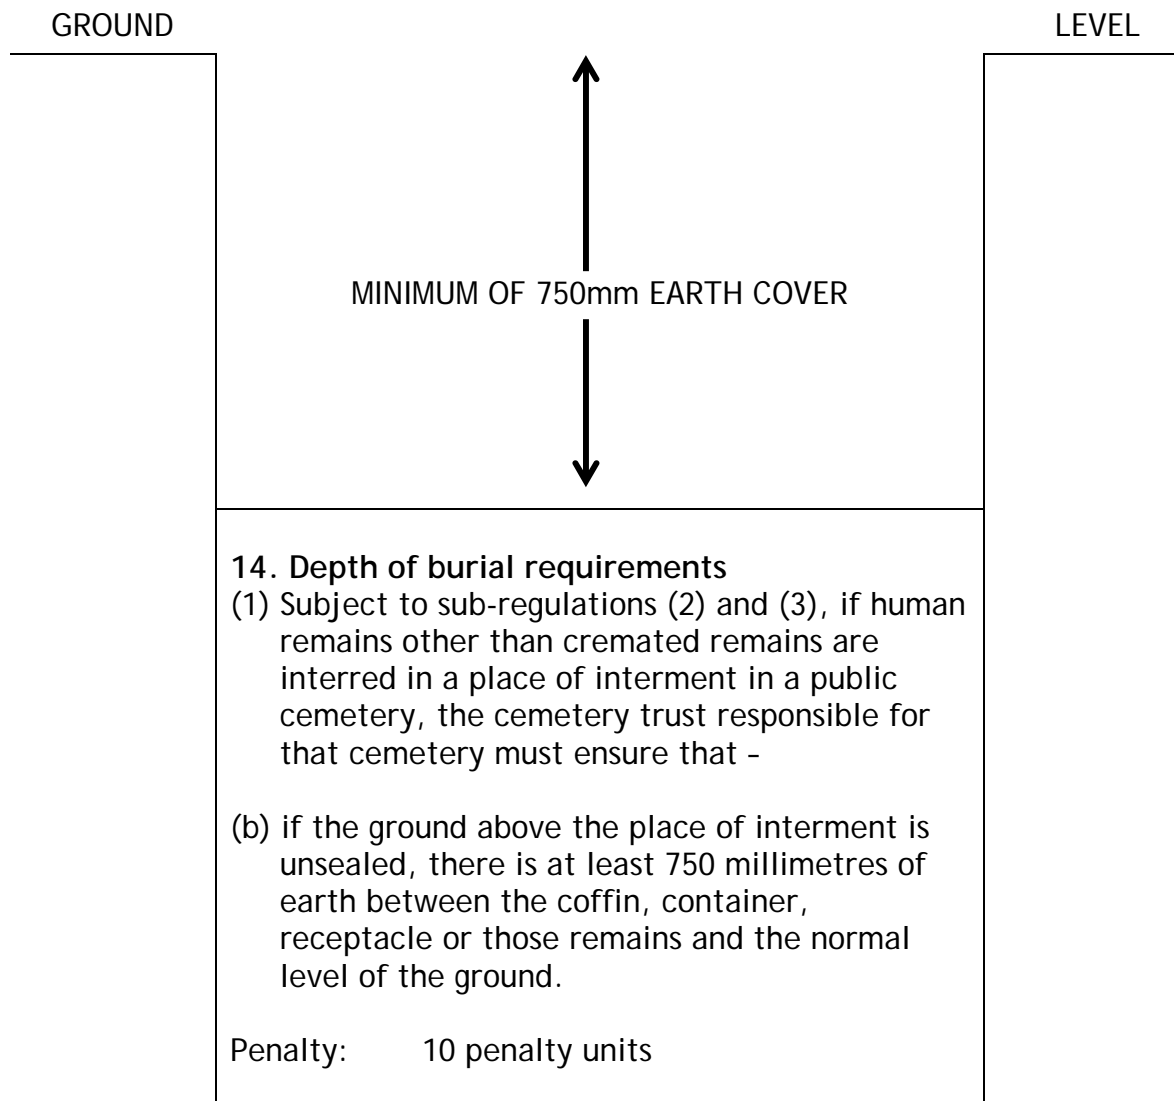 GROUND LEVEL
MINIMUM OF 750mm EARTH COVER
14. Depth of burial requirements
(1) Subject to sub-regulations (2) and (3), if human
remains other than cremated remains are
interred in a place of interment in a public
cemetery, the cemetery trust responsible for
that cemetery must ensure that –
(b) if the ground above the place of interment is
unsealed, there is at least 750 millimetres of
earth between the coffin, container,
receptacle or those remains and the normal
level of the ground.
Penalty: 10 penalty units